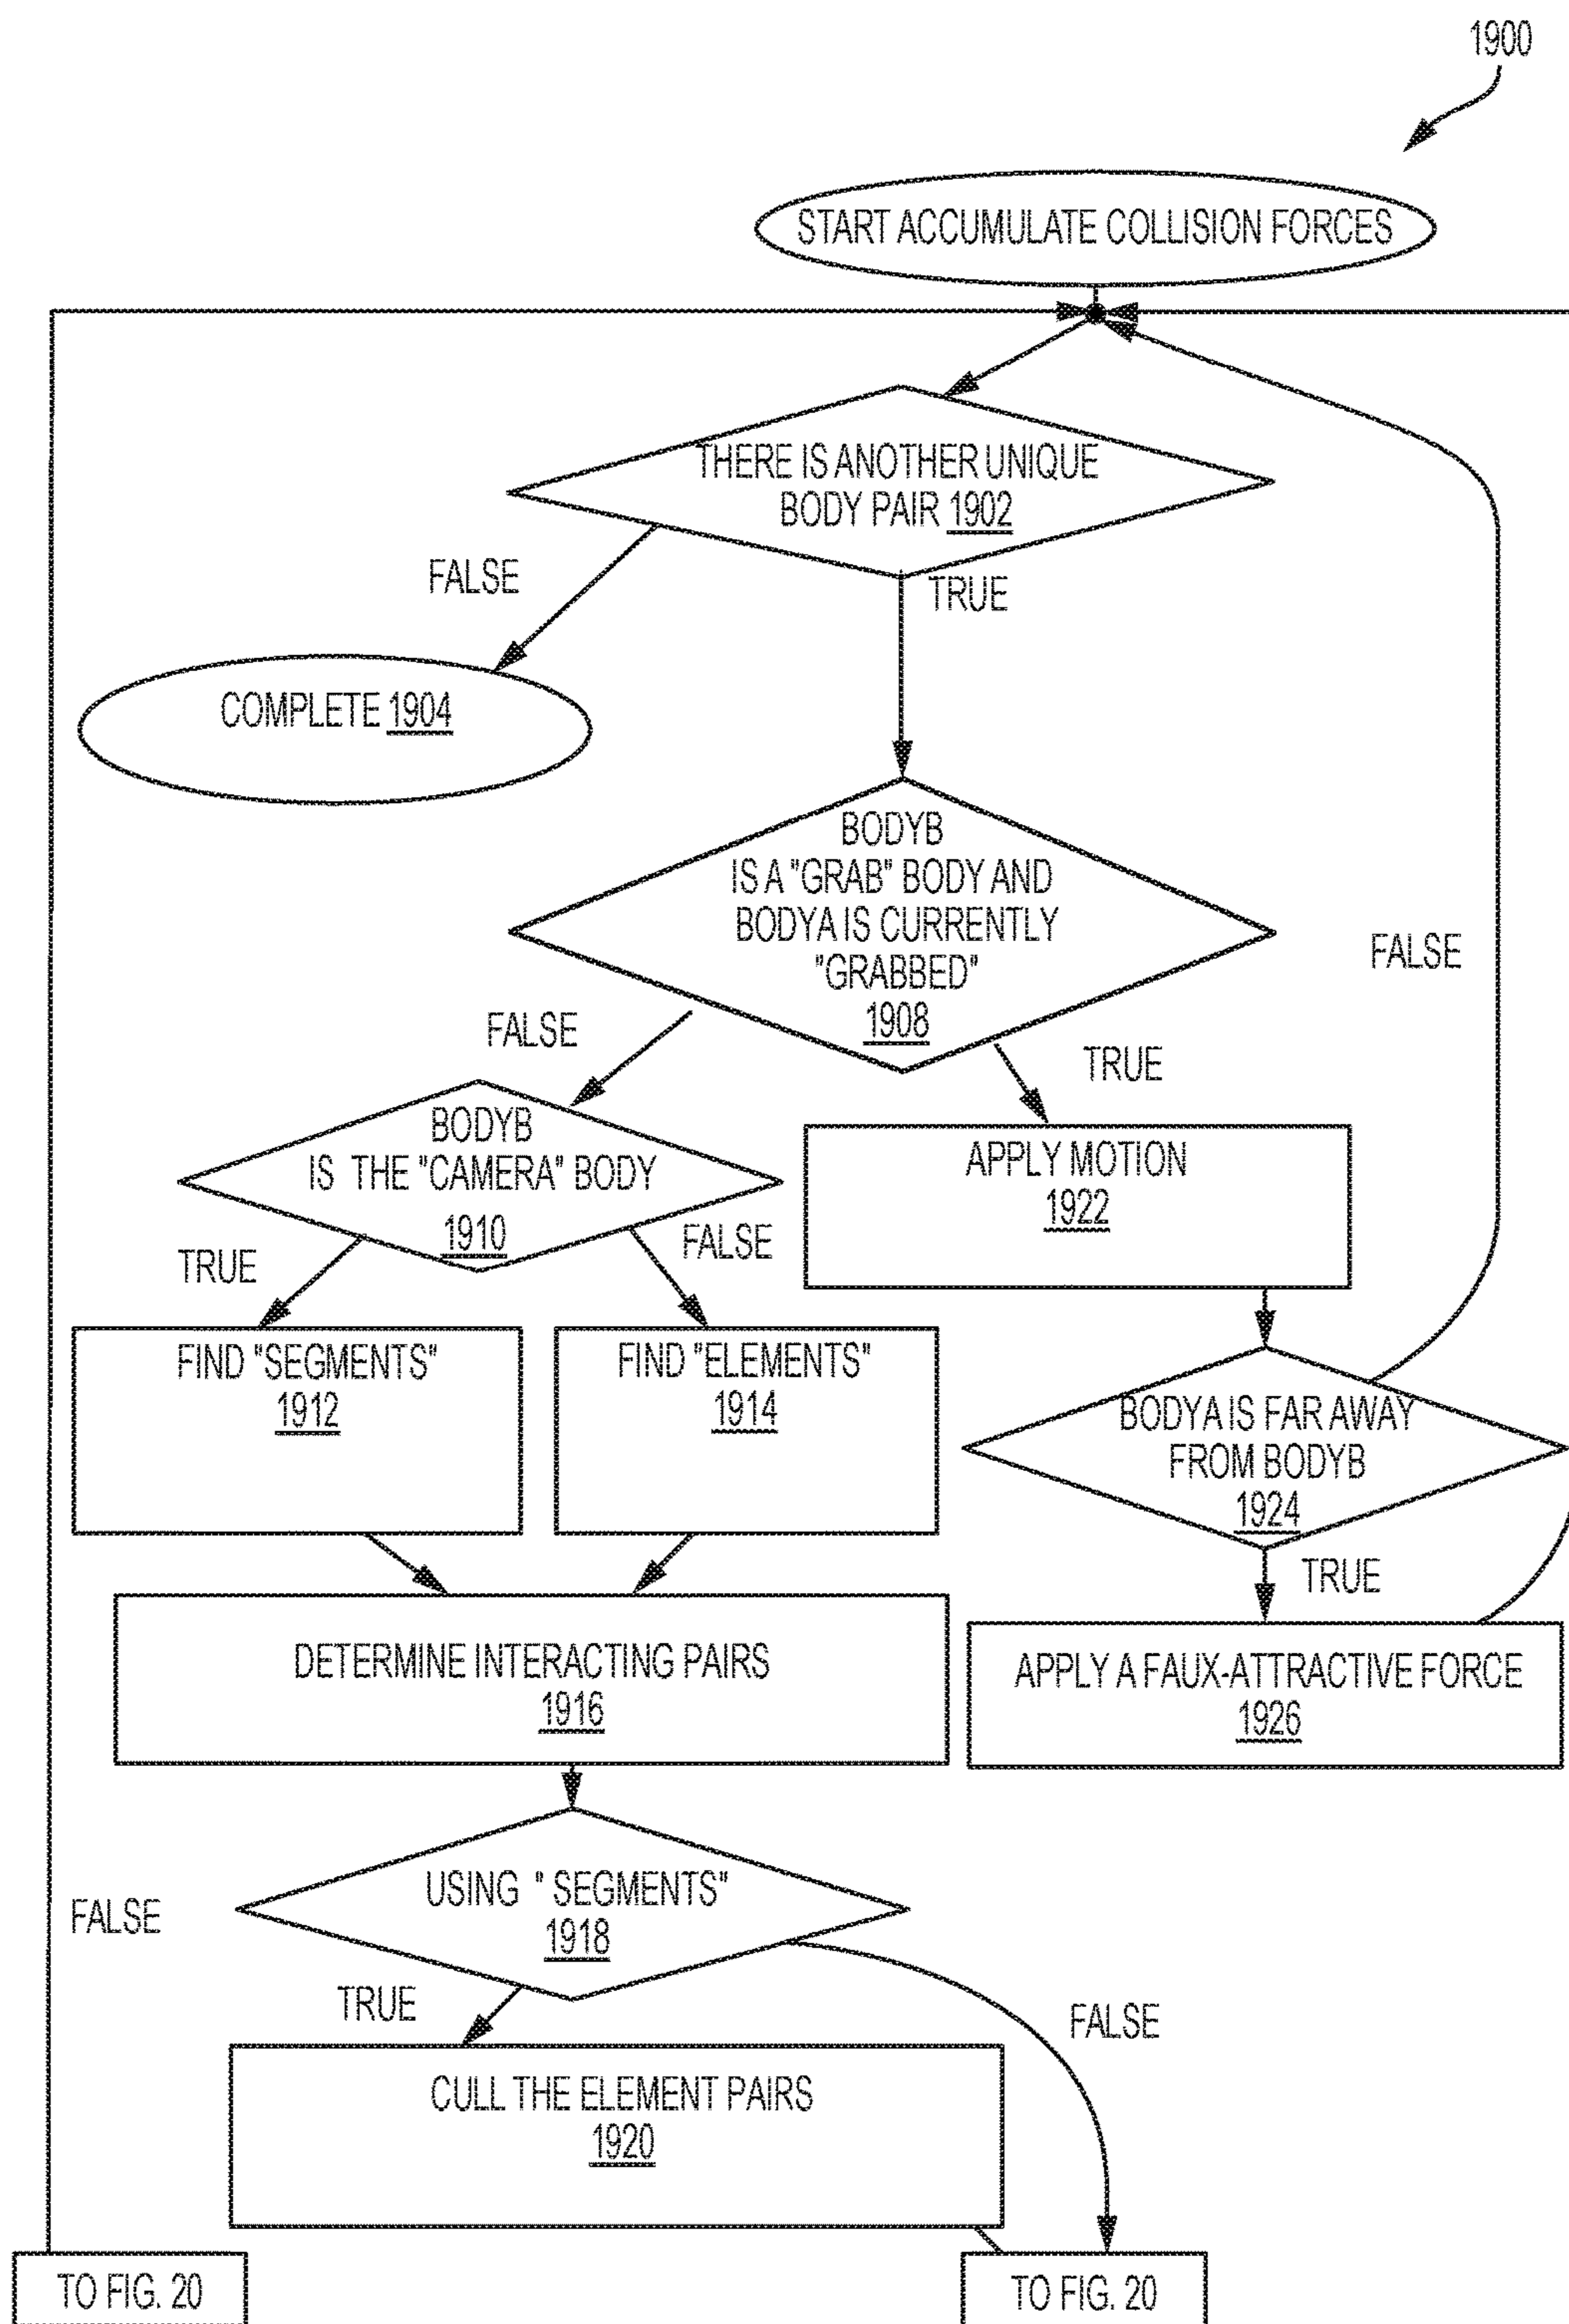 1900
START ACCUMULATE COLLISION FORCES
THERE IS ANOTHER UNIQUE
BODY PAIR 1902
FALSE
TRUE
COMPLETE 1904
BODYB
IS A "GRAB" BODY AND
BODYA IS CURRENTLY
"GRABBED"
1908
FALSE
FALSE
TRUE
BODYB
IS THE "CAMERA" BODY
1910
TRUE
FALSE
APPLY MOTION
1922
FIND "SEGMENTS"
1912
FIND "ELEMENTS"
1914
BODYA IS FAR AWAY
FROM BODYB
1924
TRUE
DETERMINE INTERACTING PAIRS
1916
APPLY A FAUX-ATTRACTIVE FORCE
1926
USING " SEGMENTS"
1918
FALSE
TRUE
FALSE
CULL THE ELEMENT PAIRS
1920
TO FIG. 20
TO FIG. 20